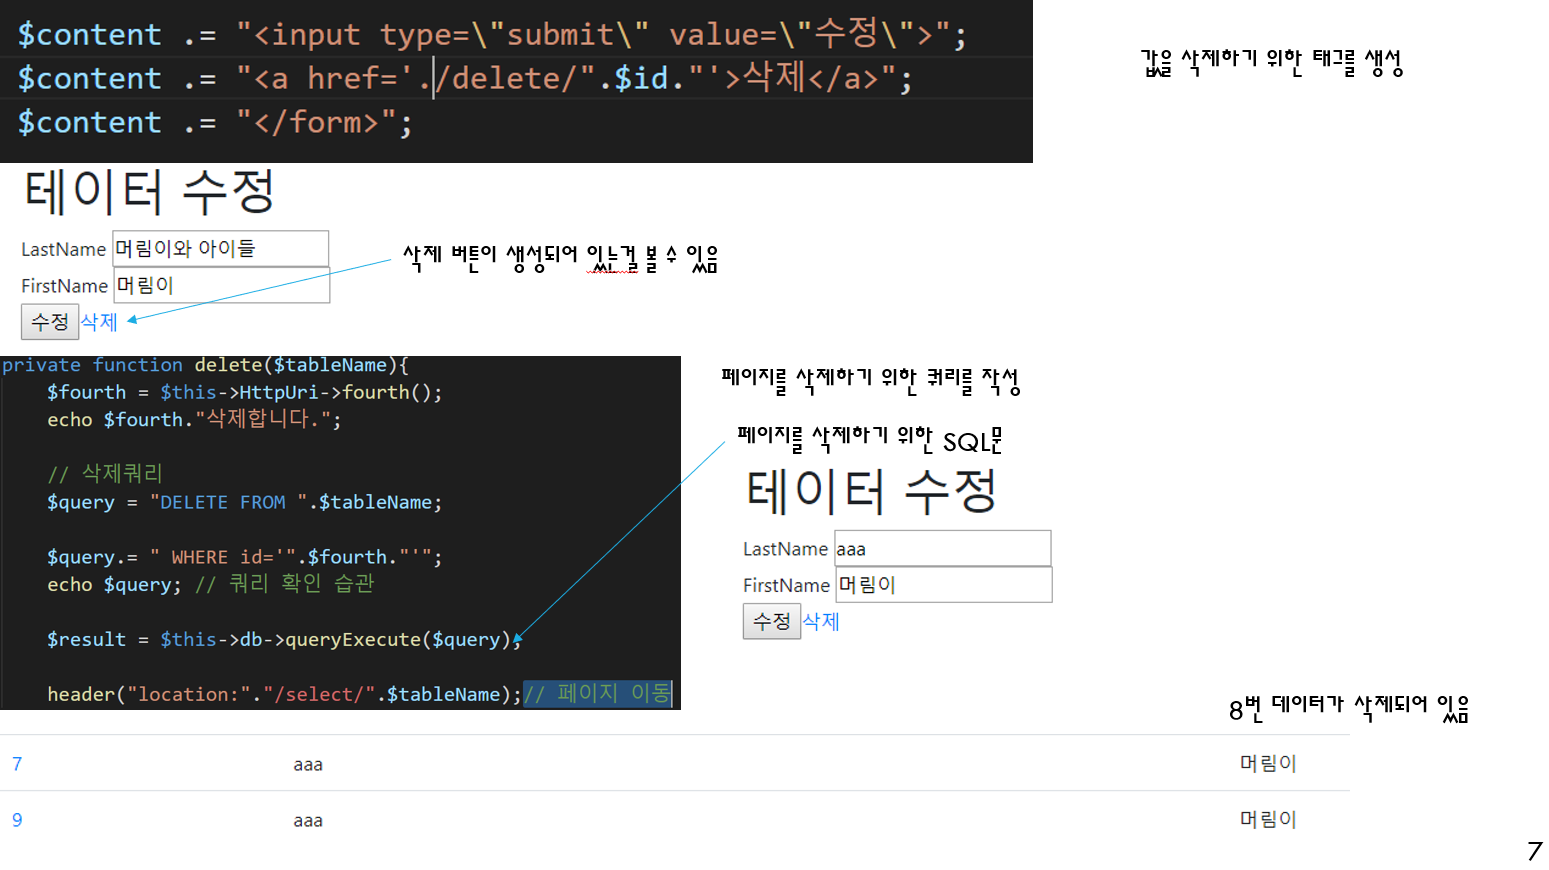 $content .= "<input type=\"submit\" value=\"수정\">";
$content .= "<a href='./delete/".$id."'>삭제</a>";
$content .= "</form>";
값을 삭제하기 위한 태그를 생성
테이터 수정
LastName 머림이와 아이들
FirstName 머림이
수정 삭제
삭제 버튼이 생성되어 있는걸 볼 수 있음
private function delete($tableName){
$fourth = $this->HttpUri->fourth();
echo $fourth."삭제합니다.";
// 삭제쿼리
$query = "DELETE FROM ".$tableName;
$query.= " WHERE id='".$fourth."'";
echo $query; // 쿼리 확인 습관
$result = $this->db->queryExecute($query);
header("location:"."/select/".$tableName);// 페이지 이동
페이지를 삭제하기 위한 쿼리를 작성
페이지를 삭제하기 위한 SQL문
테이터 수정
LastName aaa
FirstName 머림이
수정 삭제
8번 데이터가 삭제되어 있음
7 aaa 머림이
9 aaa 머림이
7